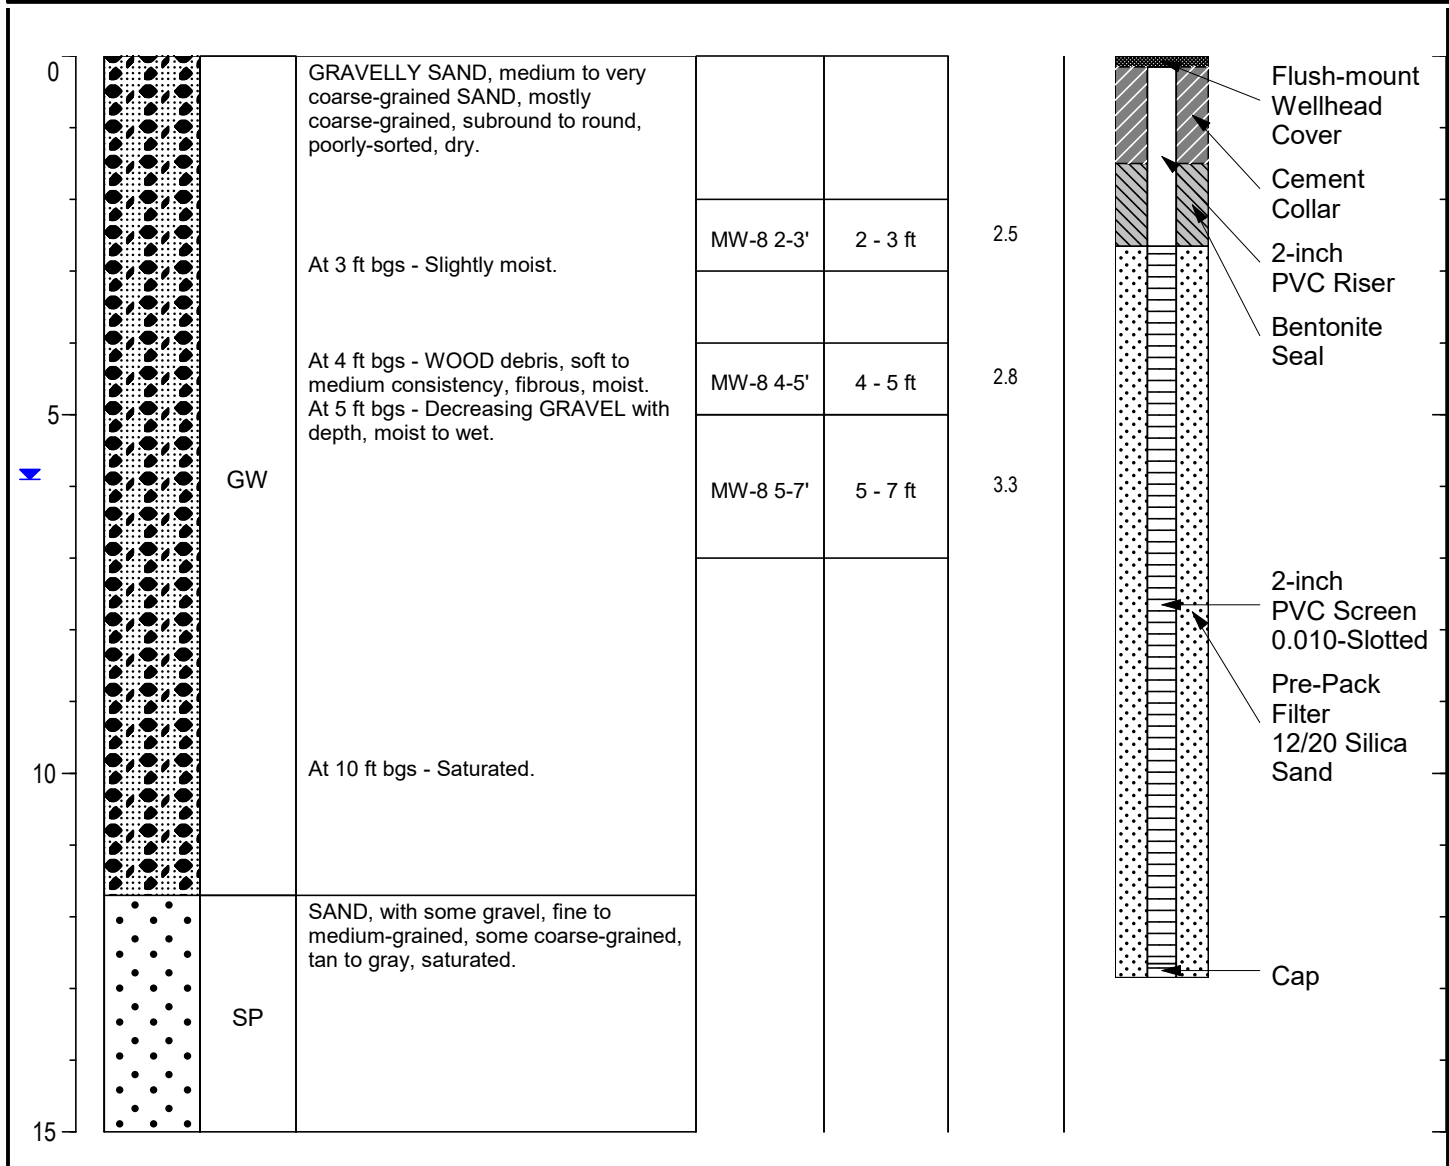 0
5
10
15
GW
SP
GRAVELLY SAND, medium to very
coarse-grained SAND, mostly
coarse-grained, subround to round,
poorly-sorted, dry.
At 3 ft bgs - Slightly moist.
At 4 ft bgs - WOOD debris, soft to
medium consistency, fibrous, moist.
At 5 ft bgs - Decreasing GRAVEL with
depth, moist to wet.
At 10 ft bgs - Saturated.
SAND, with some gravel, fine to
medium-grained, some coarse-grained,
tan to gray, saturated.
MW-8 2-3' 2 - 3 ft 2.5
MW-8 4-5' 4 - 5 ft 2.8
MW-8 5-7' 5 - 7 ft 3.3
Flush-mount
Wellhead
Cover
Cement
Collar
2-inch
PVC Riser
Bentonite
Seal
2-inch
PVC Screen
0.010-Slotted
Pre-Pack
Filter
12/20 Silica
Sand
Cap